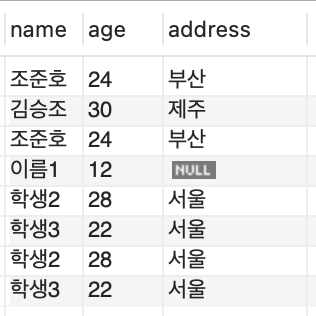 name age address
조준호 24 부산
김승조 30 제주
조준호 24 부산
이름1 12 NULL
학생2 28 서울
학생3 22 서울
학생2 28 서울
학생3 22 서울